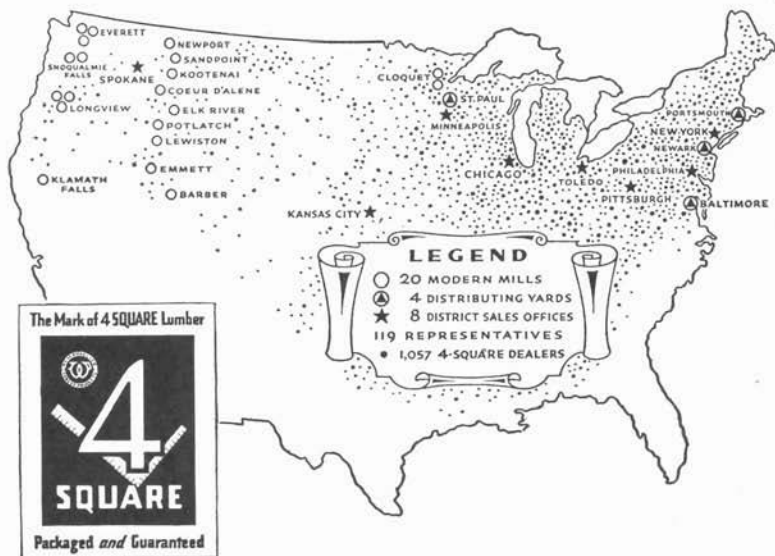 EVERETT
SNOQUALMIE
FALLS
SPOKANE
LONGVIEW
KLAMATH
FALLS
NEWPORT
SANDPOINT
KOOTENAI
COEUR D'ALENE
ELK RIVER
POTLATCH
LEWISTON
EMMETT
BARBER
CLOQUET
ST. PAUL
MINNEAPOLIS
CHICAGO
TOLEDO
KANSAS CITY
PORTSMOUTH
NEW YORK
NEWARK
PHILADELPHIA
PITTSBURGH
BALTIMORE
LEGEND
20 MODERN MILLS
4 DISTRIBUTING YARDS
8 DISTRICT SALES OFFICES
119 REPRESENTATIVES
1,057 4-SQUARE DEALERS
The Mark of 4 SQUARE Lumber
4
SQUARE
Packaged and Guaranteed